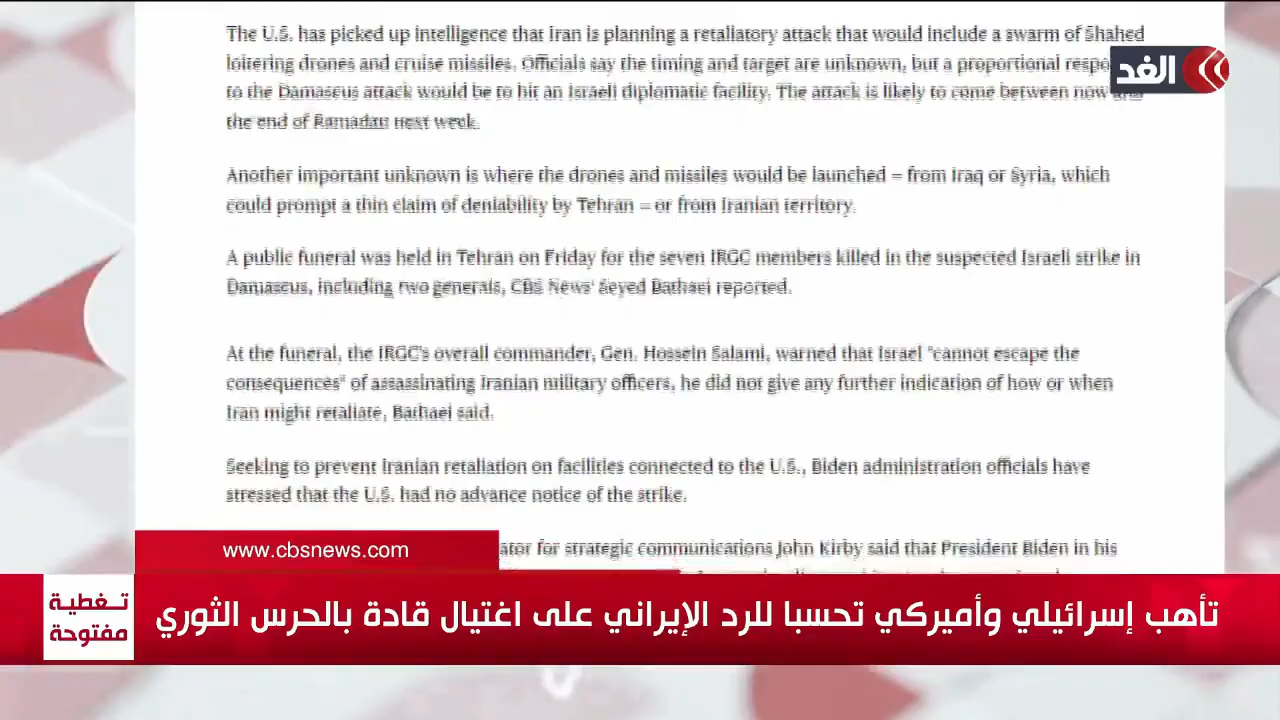 The U.S. has picked up intelligence that Iran is planning a retaliatory attack that would include a swarm of Shahed
loitering drones and cruise missiles. Officials say the timing and target are unknown, but a proportional respo
to the Damascus attack would be to hit an Israeli diplomatic facility. The attack is likely to come between now and
the end of Ramadan next week.
الغد
Another important unknown is where the drones and missiles would be launched – from Iraq or Syria, which
could prompt a thin claim of deniability by Tehran – or from Iranian territory.
A public funeral was held in Tehran on Friday for the seven IRGC members killed in the suspected Israeli strike in
Damascus, including two generals, CBS News' Seyed Bathaei reported.
At the funeral, the IRGC's overall commander, Gen. Hossein Salami, warned that Israel "cannot escape the
consequences" of assassinating Iranian military officers, he did not give any further indication of how or when
Iran might retaliate, Bathaei said.
Seeking to prevent Iranian retaliation on facilities connected to the U.S., Biden administration officials have
stressed that the U.S. had no advance notice of the strike.
ator for strategic communications John Kirby said that President Biden in his
www.cbsnews.com
تأهب إسرائيلي وأميركي تحسبا للرد الإيراني على اغتيال قادة بالحرس الثوري
تغطية
مفتوحة